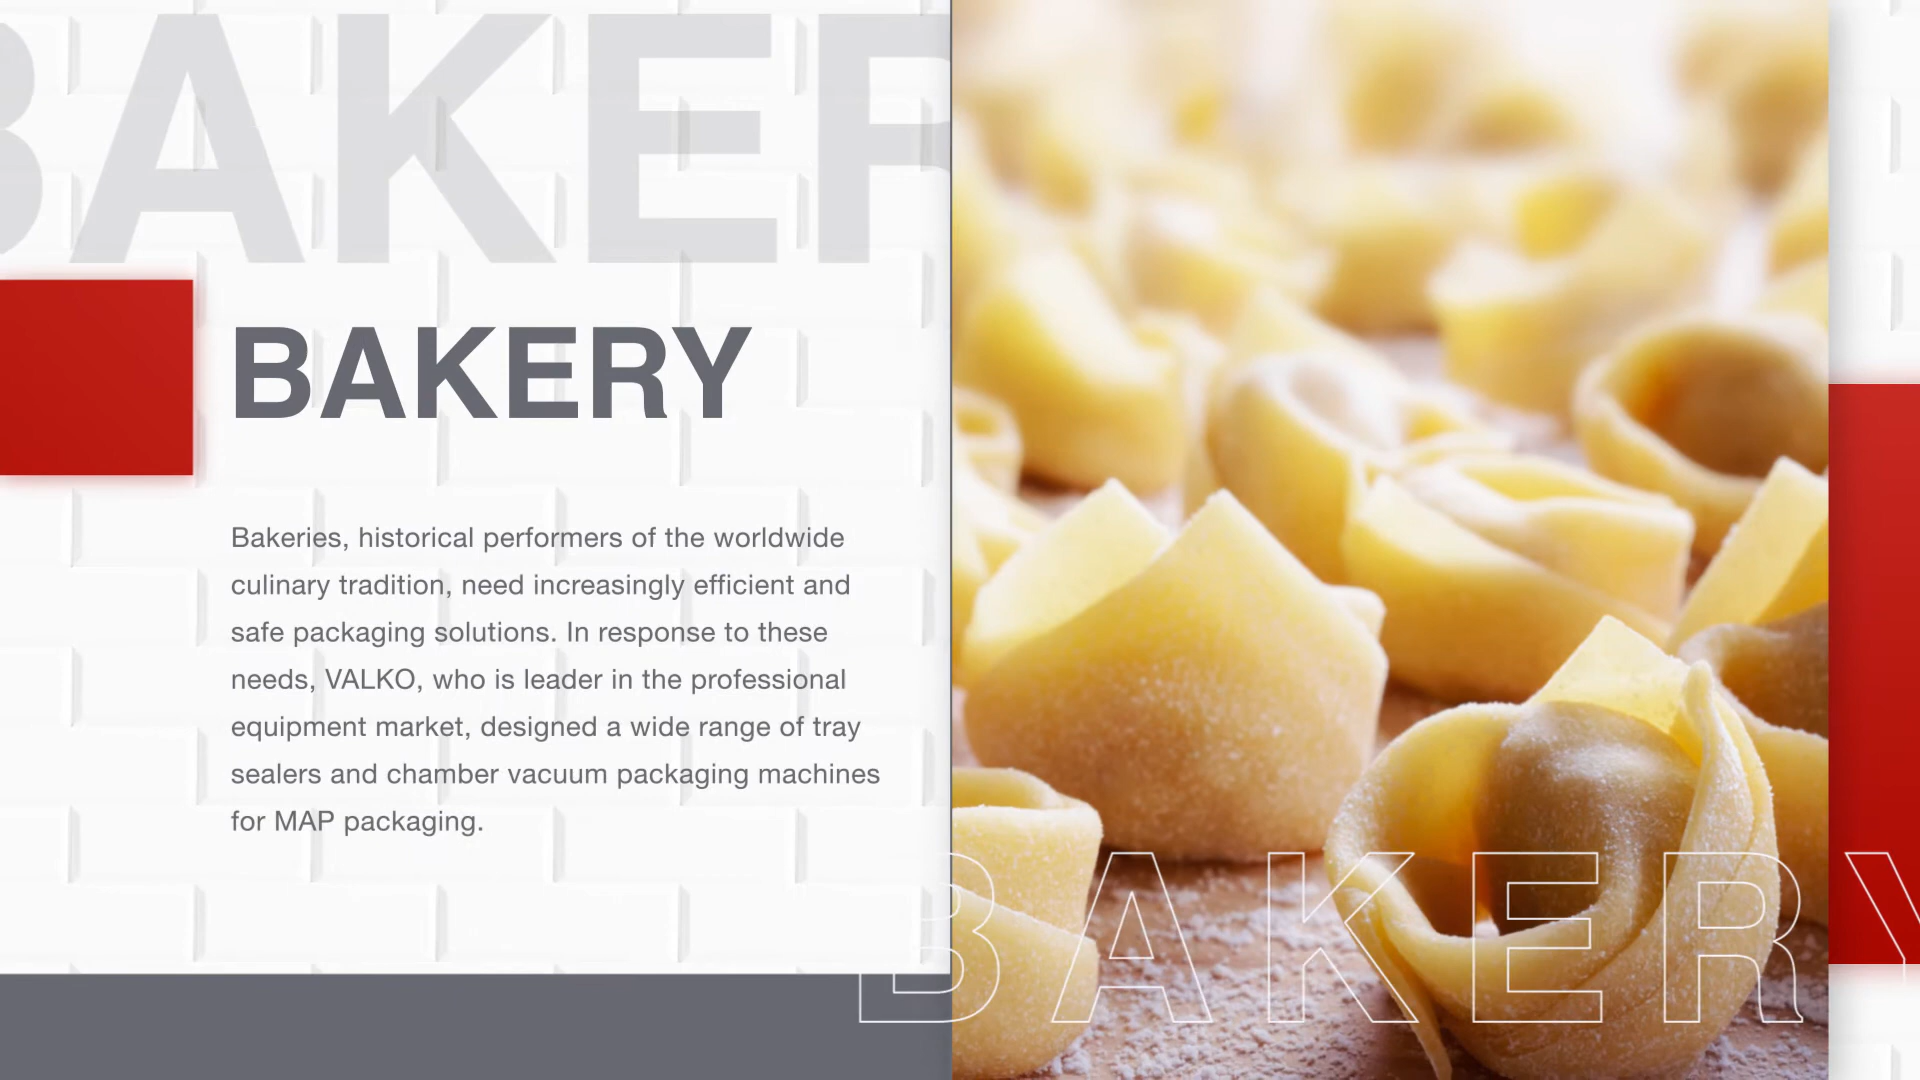 BAKER
BAKERY
Bakeries, historical performers of the worldwide
culinary tradition, need increasingly efficient and
safe packaging solutions. In response to these
needs, VALKO, who is leader in the professional
equipment market, designed a wide range of tray
sealers and chamber vacuum packaging machines
for MAP packaging.
BAKERY